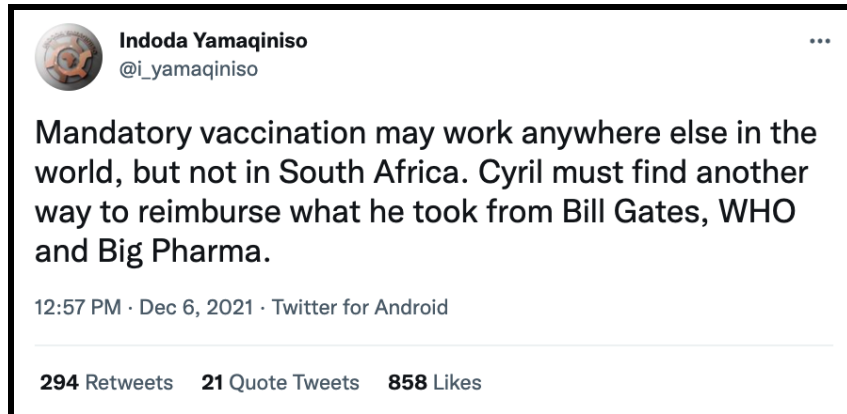 Indoda Yamaqiniso
@i_yamaqiniso
Mandatory vaccination may work anywhere else in the
world, but not in South Africa. Cyril must find another
way to reimburse what he took from Bill Gates, WHO
and Big Pharma.
12:57 PM · Dec 6, 2021 · Twitter for Android
294 Retweets 21 Quote Tweets 858 Likes